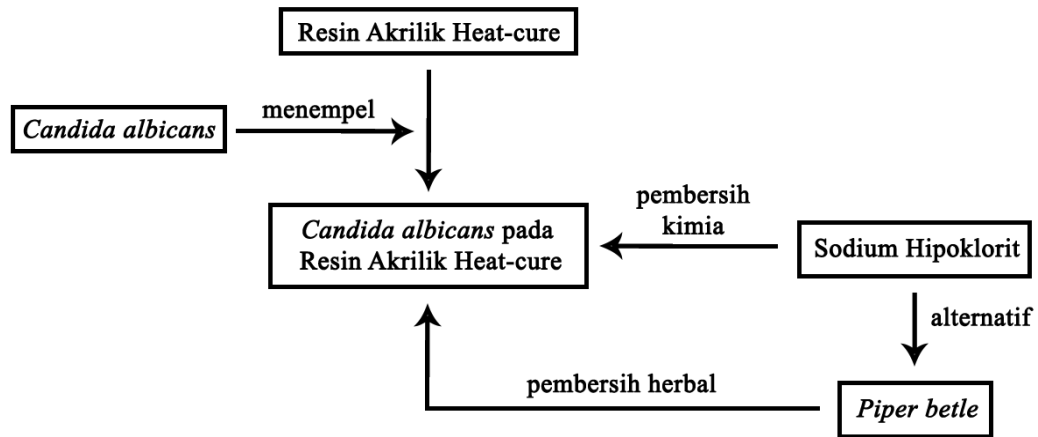 Resin Akrilik Heat-cure
menempel
Candida albicans
Candida albicans pada
Resin Akrilik Heat-cure
pembersih
kimia
Sodium Hipoklorit
alternatif
pembersih herbal
Piper betle